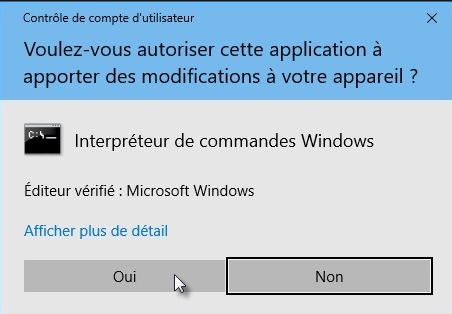 Contrôle de compte d'utilisateur
Voulez-vous autoriser cette application à
apporter des modifications à votre appareil ?
C:\_
Interpréteur de commandes Windows
Éditeur vérifié : Microsoft Windows
Afficher plus de détail
Oui
Non